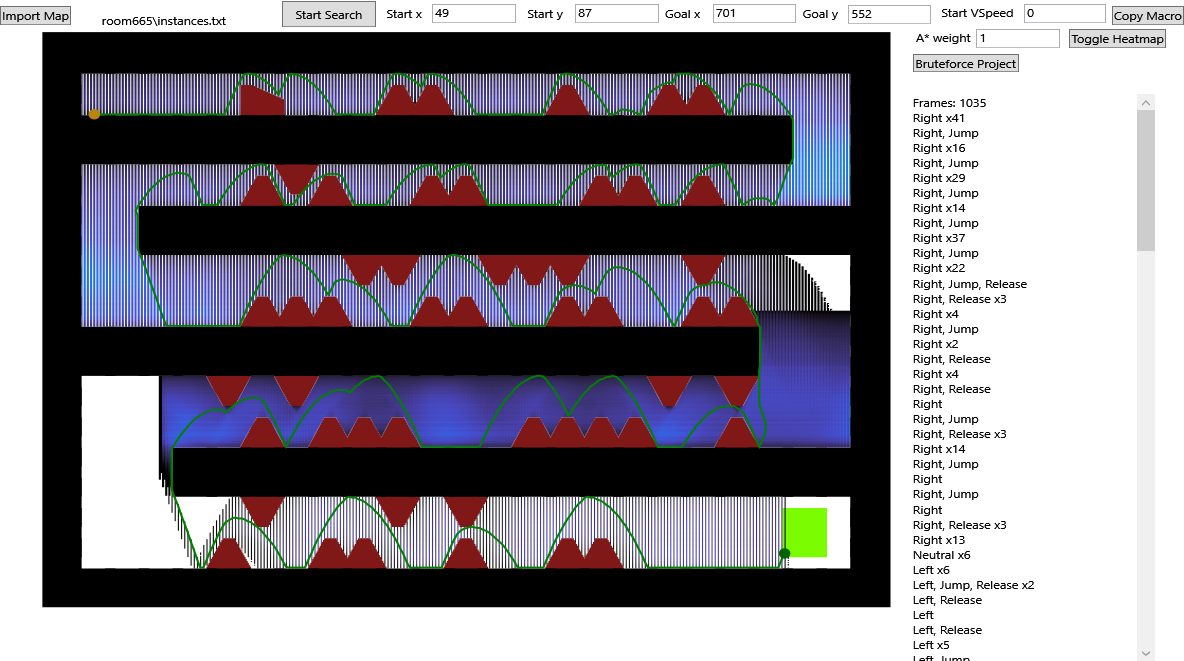 Import Map
room665\instances.txt
Start Search
Start x 49
Start y 87
Goal x 701
Goal y 552
Start VSpeed 0
Copy Macro
A* weight 1
Toggle Heatmap
Bruteforce Project
Frames: 1035
Right x41
Right, Jump
Right x16
Right, Jump
Right x29
Right, Jump
Right x14
Right, Jump
Right x37
Right, Jump
Right x22
Right, Jump, Release
Right, Release x3
Right x4
Right, Jump
Right x2
Right, Release
Right x4
Right, Release
Right
Right, Jump
Right, Release x3
Right x14
Right, Jump
Right
Right, Jump
Right
Right, Release x3
Right x13
Neutral x6
Left x6
Left, Jump, Release x2
Left, Release
Left
Left, Release
Left x5
Left, Jump